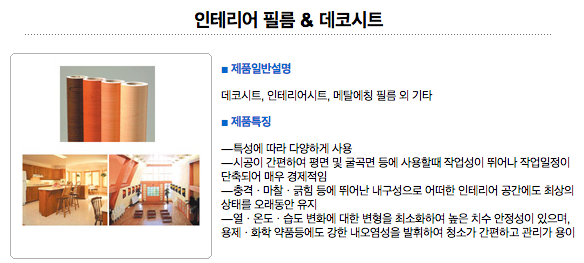 인테리어 필름 & 데코시트
■ 제품일반설명
데코시트, 인테리어시트, 메탈에칭 필름 외 기타
■ 제품특징
—특성에 따라 다양하게 사용
—시공이 간편하여 평면 및 굴곡면 등에 사용할때 작업성이 뛰어나 작업일정이
단축되어 매우 경제적임
—충격 · 마찰 · 긁힘 등에 뛰어난 내구성으로 어떠한 인테리어 공간에도 최상의
상태를 오래동안 유지
—열 · 온도 · 습도 변화에 대한 변형을 최소화하여 높은 치수 안정성이 있으며,
용제 · 화학 약품등에도 강한 내오염성을 발휘하여 청소가 간편하고 관리가 용이